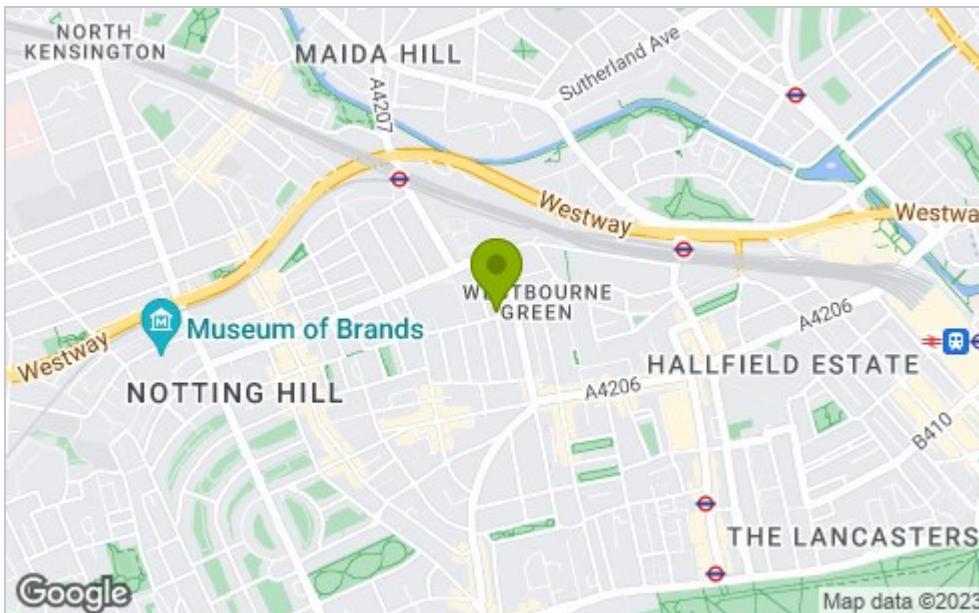 NORTH
KENSINGTON
MAIDA HILL
Sutherland Ave
A4207
Westway
Westway
WESTBOURNE
GREEN
Museum of Brands
Westway
A4206
HALLFIELD ESTATE
NOTTING HILL
A4206
B410
THE LANCASTERS
Google
Map data ©2021